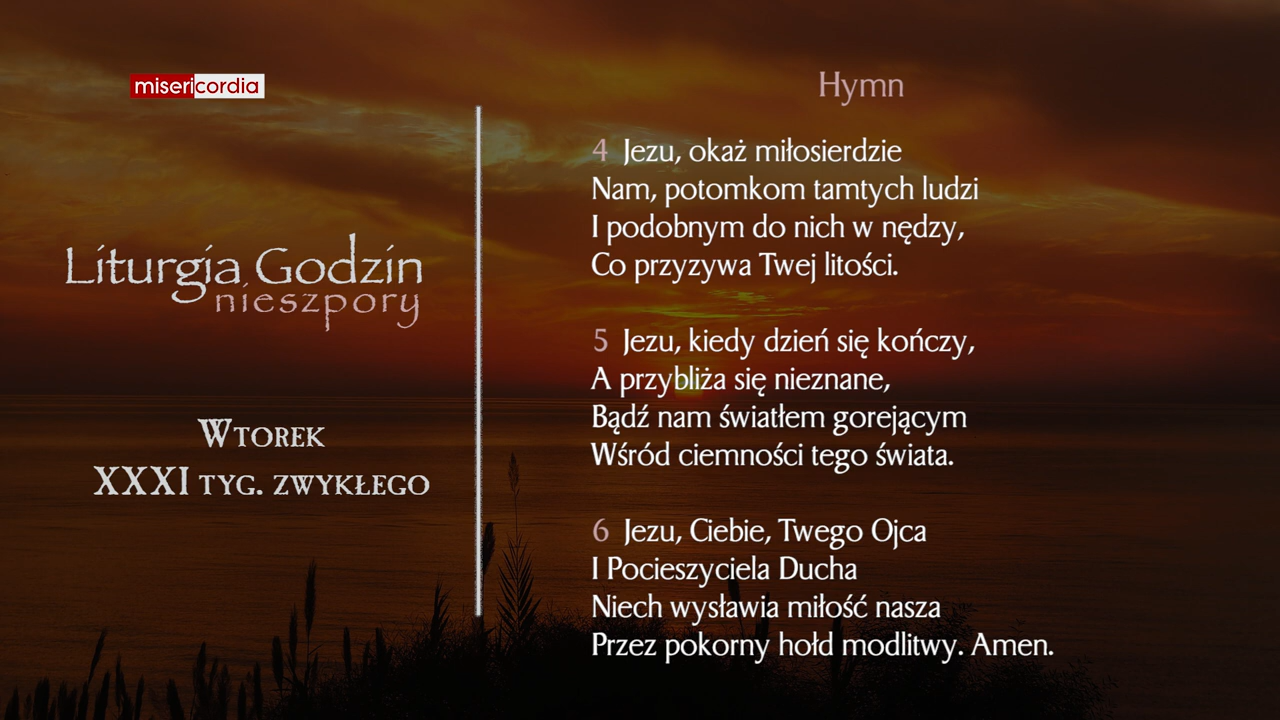 misericordia
Liturgia Godzin
nieszpory
Wtorek
XXXI tyg. zwykłego
Hymn
4 Jezu, okaż miłosierdzie
Nam, potomkom tamtych ludzi
I podobnym do nich w nędzy,
Co przyzywa Twej litości.
5 Jezu, kiedy dzień się kończy,
A przybliża się nieznane,
Bądź nam światłem gorejącym
Wśród ciemności tego świata.
6 Jezu, Ciebie, Twego Ojca
I Pocieszyciela Ducha
Niech wysławia miłość nasza
Przez pokorny hołd modlitwy. Amen.